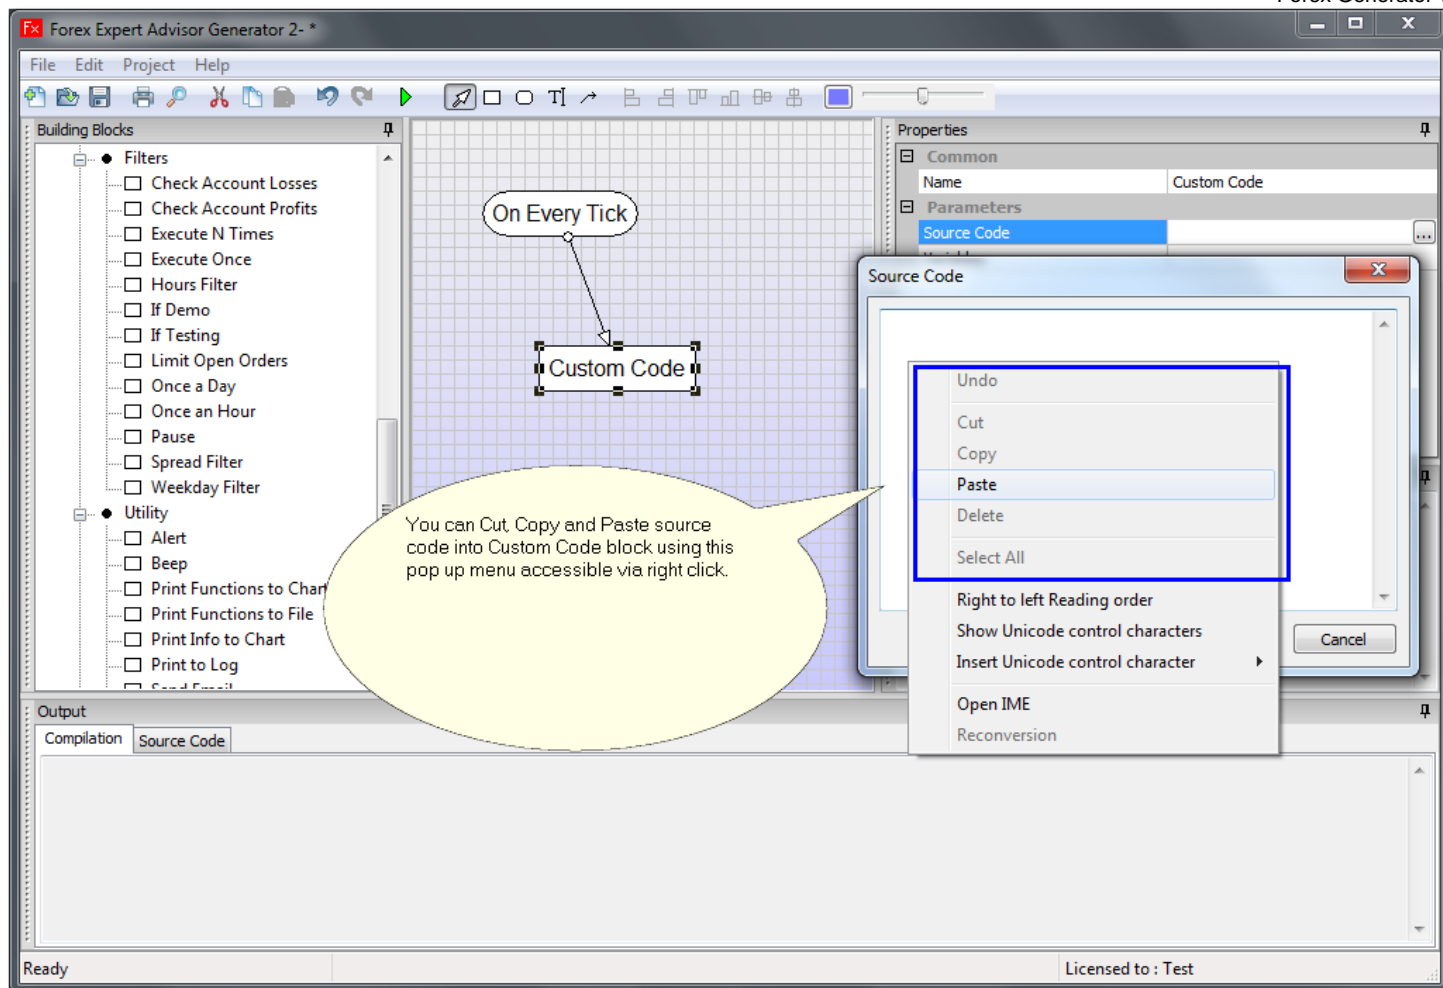 Forex Generator
Forex Expert Advisor Generator 2- *
File Edit Project Help
Building Blocks
Filters
Check Account Losses
Check Account Profits
Execute N Times
Execute Once
Hours Filter
If Demo
If Testing
Limit Open Orders
Once a Day
Once an Hour
Pause
Spread Filter
Weekday Filter
Utility
Alert
Beep
Print Functions to Chart
Print Functions to File
Print Info to Chart
Print to Log
Send Email
On Every Tick
Custom Code
You can Cut, Copy and Paste source
code into Custom Code block using this
pop up menu accessible via right click.
Properties
Common
Name Custom Code
Parameters
Source Code ...
Source Code
Undo
Cut
Copy
Paste
Delete
Select All
Right to left Reading order
Show Unicode control characters
Insert Unicode control character
Open IME
Reconversion
Cancel
Output
Compilation Source Code
Ready
Licensed to : Test